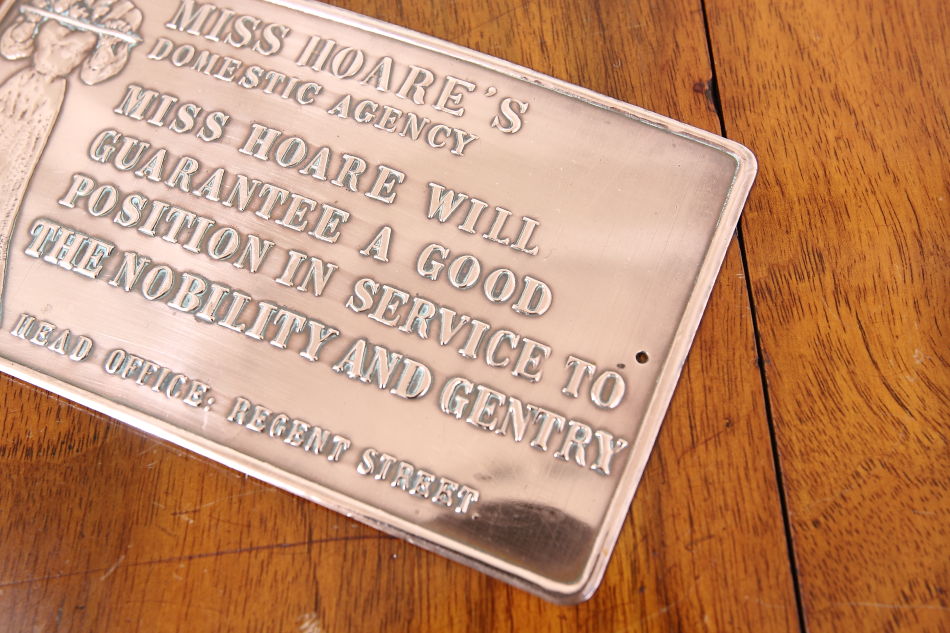 MISS HOARE'S
DOMESTIC AGENCY
MISS HOARE WILL
GUARANTEE A GOOD
POSITION IN SERVICE TO
THE NOBILITY AND GENTRY
HEAD OFFICE: REGENT STREET.